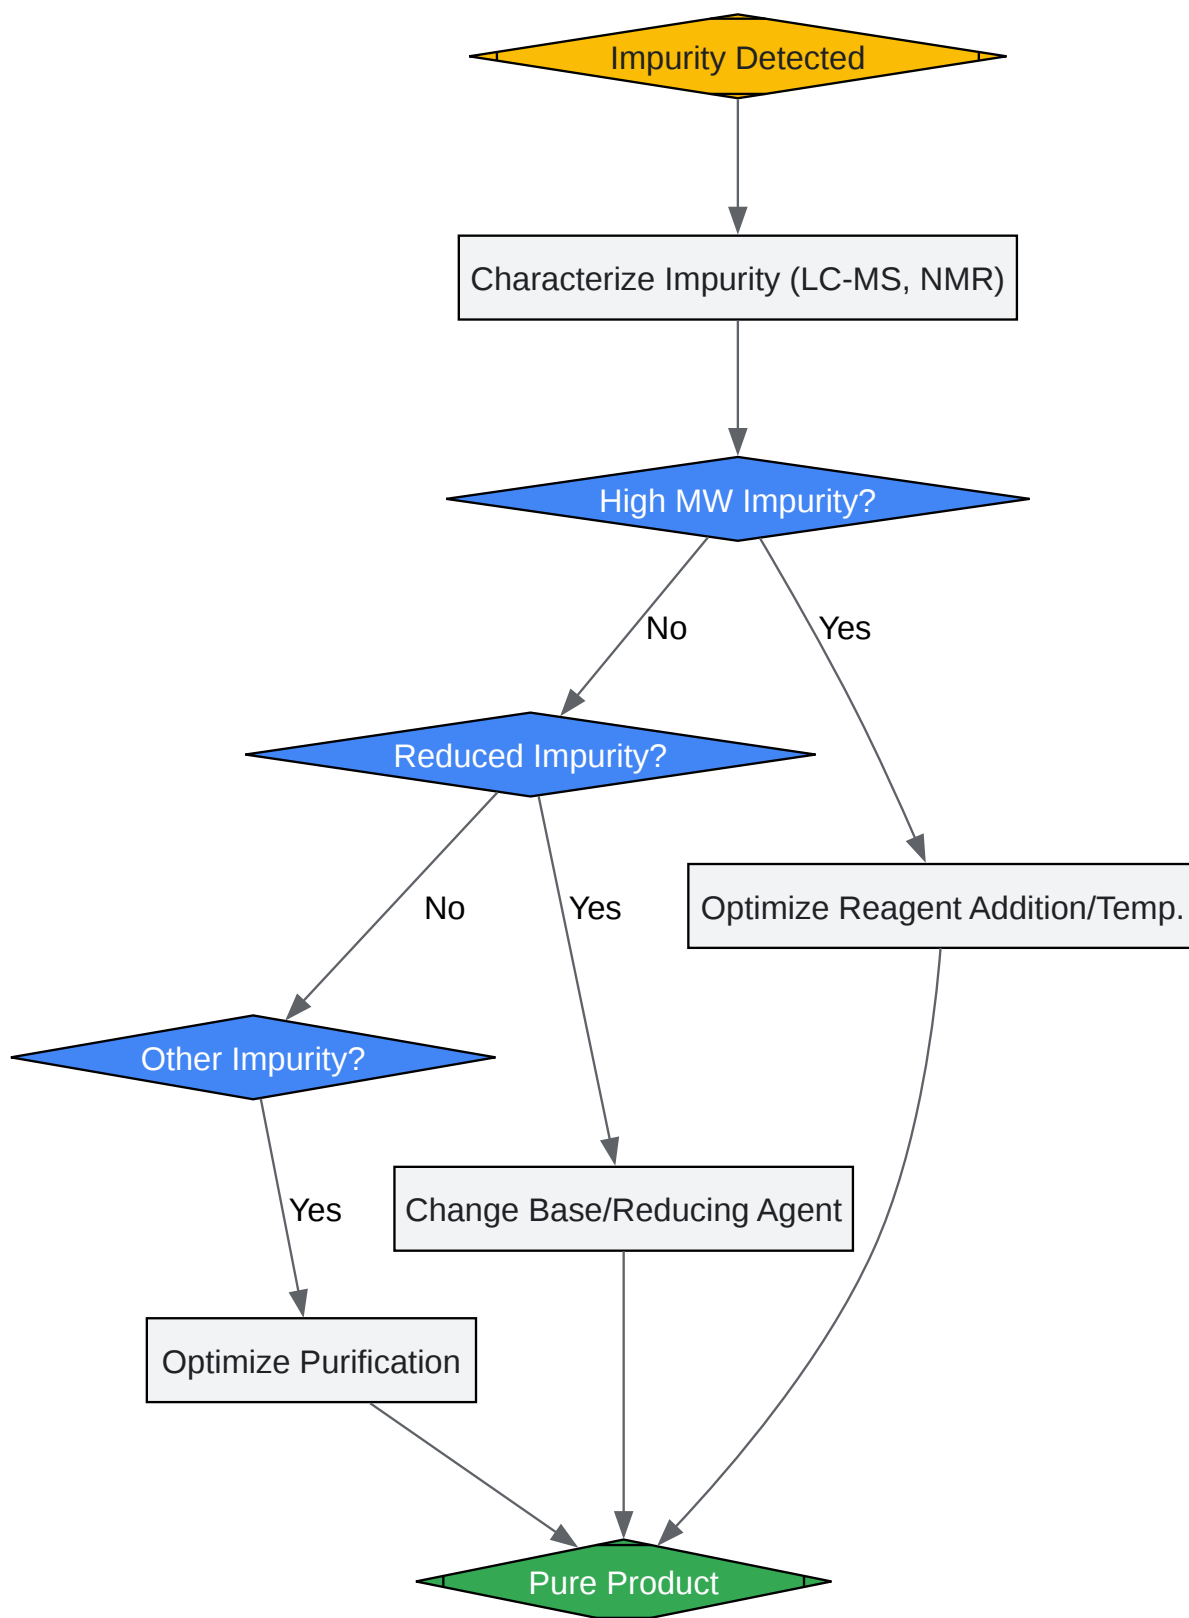 Impurity Detected
Characterize Impurity (LC-MS, NMR)
High MW Impurity?
No
Yes
Reduced Impurity?
No
Yes
Optimize Reagent Addition/Temp.
Other Impurity?
Yes
Change Base/Reducing Agent
Optimize Purification
Pure Product